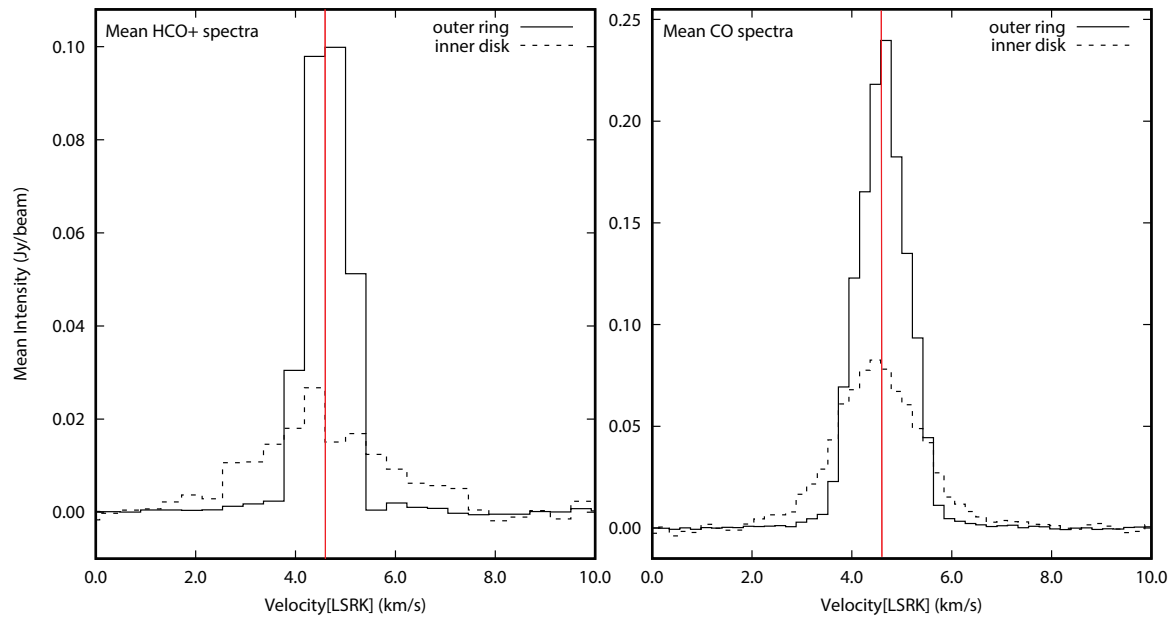 Mean HCO+ spectra
outer ring
inner disk
0.10
0.08
0.06
0.04
0.02
0.00
Mean Intensity (Jy/beam)
0.0 2.0 4.0 6.0 8.0 10.0
Velocity[LSRK] (km/s)
Mean CO spectra
outer ring
inner disk
0.25
0.20
0.15
0.10
0.05
0.00
0.0 2.0 4.0 6.0 8.0 10.0
Velocity[LSRK] (km/s)